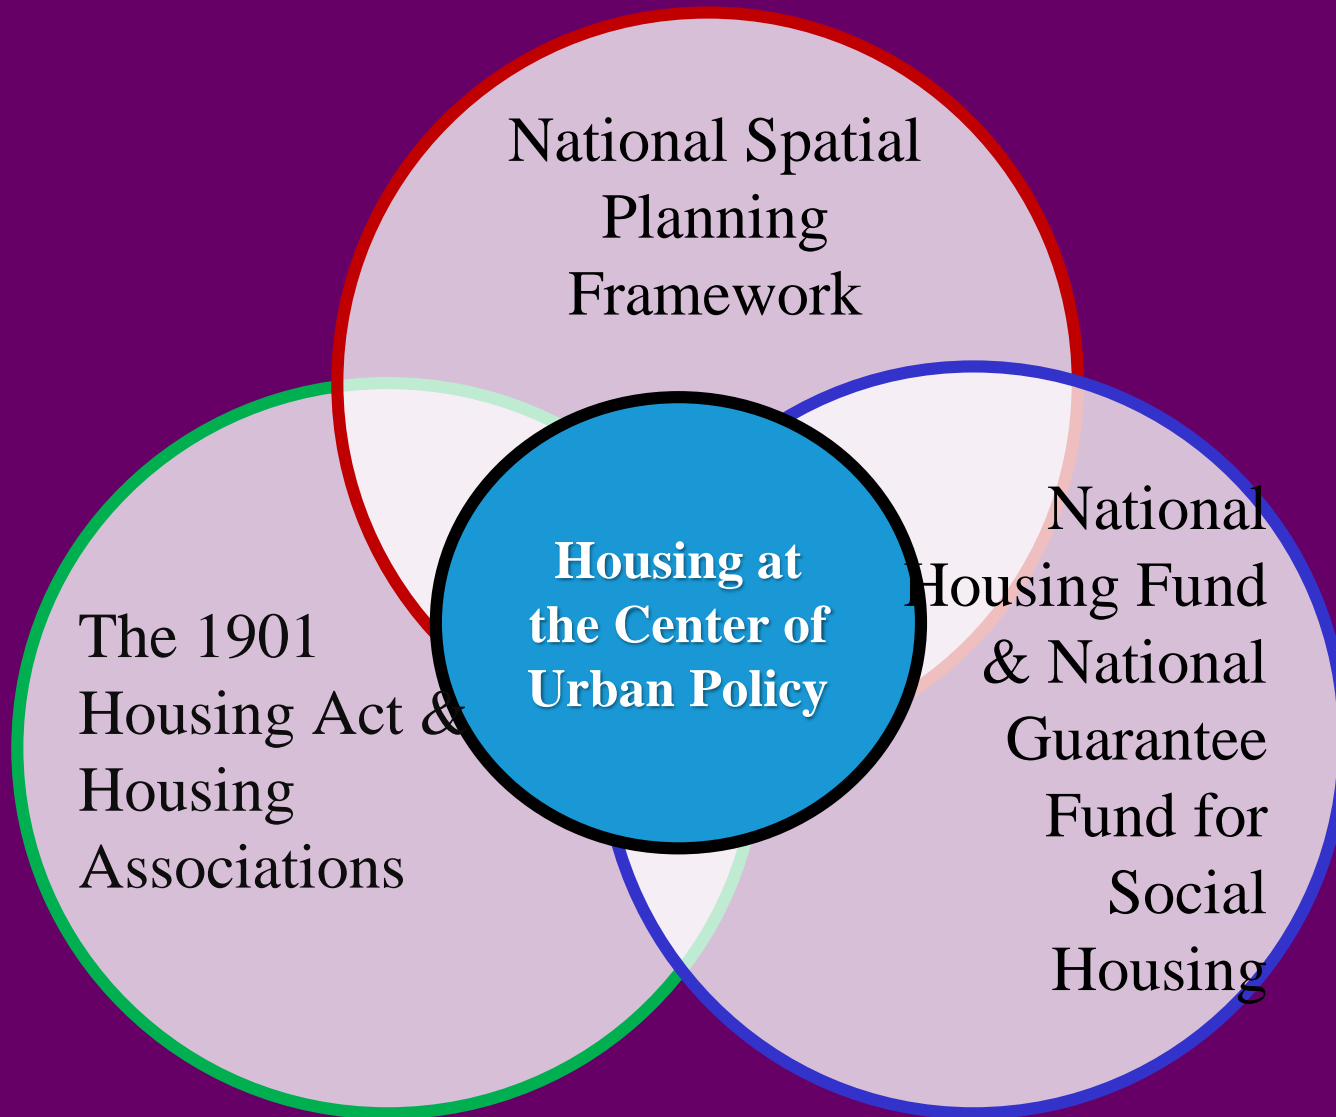 National Spatial
Planning
Framework
Housing at
the Center of
Urban Policy
The 1901
Housing Act &
Housing
Associations
National
Housing Fund
& National
Guarantee
Fund for
Social
Housing